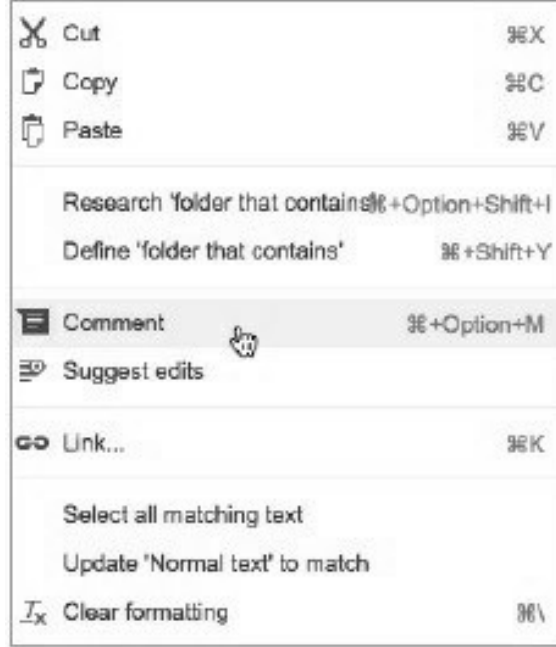 Cut ⌘X
Copy ⌘C
Paste ⌘V
Research 'folder that contains ⌘+Option+Shift+I
Define 'folder that contains' ⌘+Shift+Y
Comment ⌘+Option+M
Suggest edits
Link... ⌘K
Select all matching text
Update 'Normal text' to match
Clear formatting ⌘\